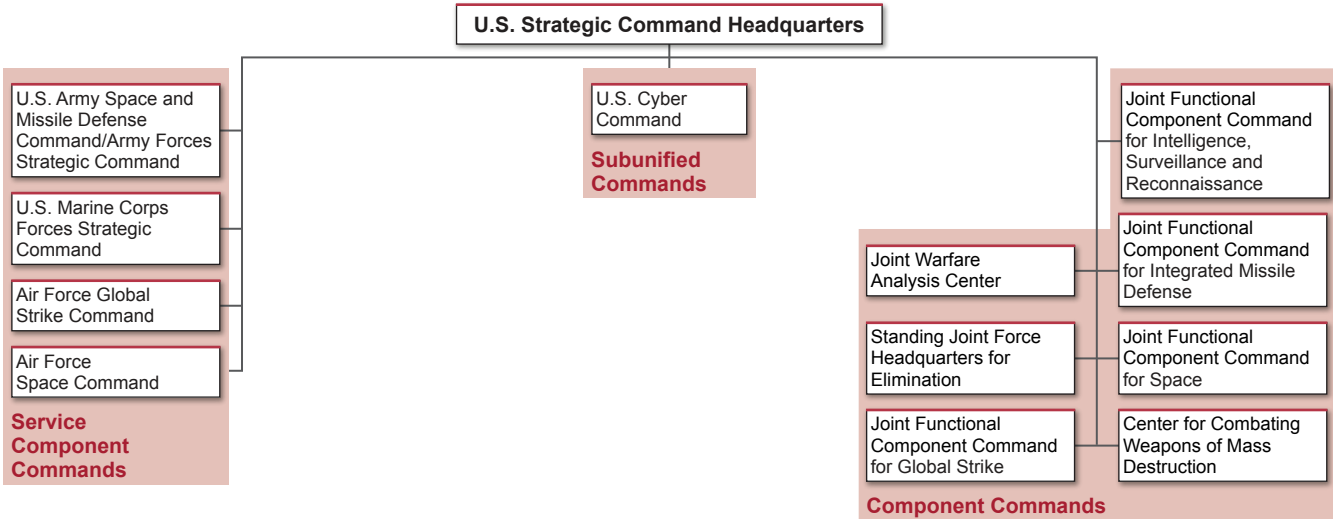 U.S. Strategic Command Headquarters
U.S. Army Space and
Missile Defense
Command/Army Forces
Strategic Command
U.S. Marine Corps
Forces Strategic
Command
Air Force Global
Strike Command
Air Force
Space Command
Service
Component
Commands
U.S. Cyber
Command
Subunified
Commands
Joint Functional
Component Command
for Intelligence,
Surveillance and
Reconnaissance
Joint Warfare
Analysis Center
Joint Functional
Component Command
for Integrated Missile
Defense
Standing Joint Force
Headquarters for
Elimination
Joint Functional
Component Command
for Space
Joint Functional
Component Command
for Global Strike
Center for Combating
Weapons of Mass
Destruction
Component Commands